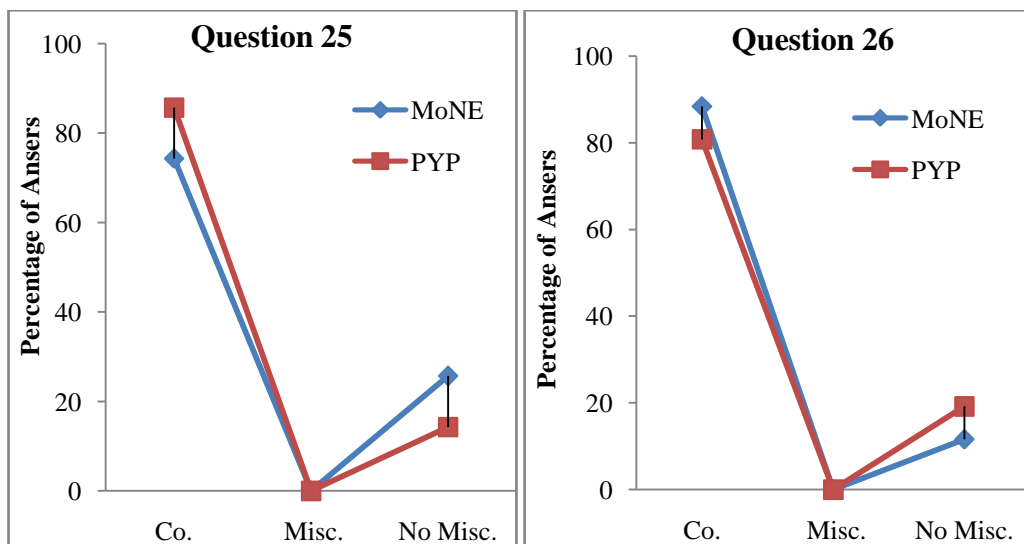 Question 25
Percentage of Ansers
100
80
60
40
20
0
MoNE
PYP
Co.
Misc.
No Misc.
Question 26
Percentage of Ansers
100
80
60
40
20
0
MoNE
PYP
Co.
Misc.
No Misc.